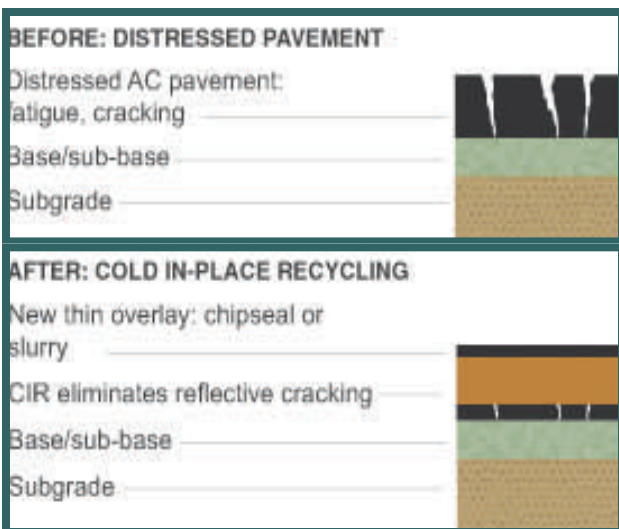 BEFORE: DISTRESSED PAVEMENT
Distressed AC pavement:
fatigue, cracking
Base/sub-base
Subgrade
AFTER: COLD IN-PLACE RECYCLING
New thin overlay: chipseal or
slurry
CIR eliminates reflective cracking
Base/sub-base
Subgrade